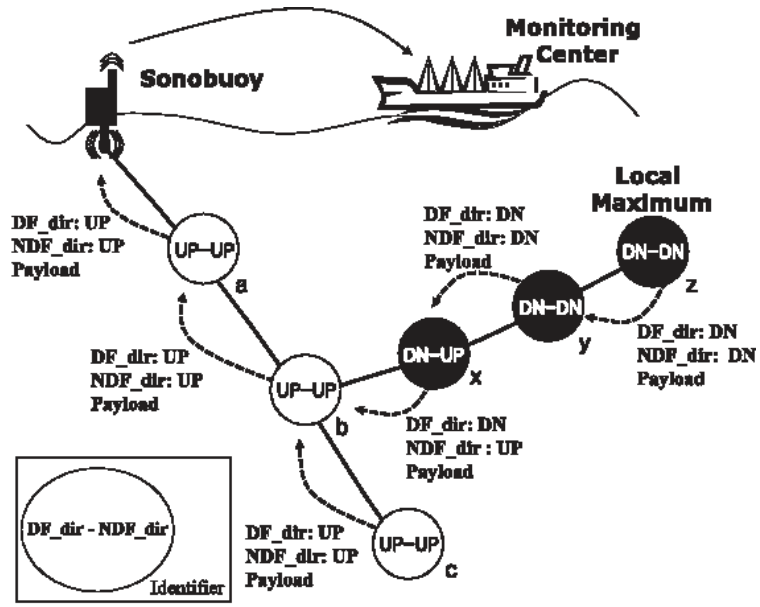 Monitoring
Center
Sonobuoy
Local
Maximum
DF_dir: UP
NDF_dir: UP
Payload
UP-UP
a
DF_dir: DN
NDF_dir: DN
Payload
DN-DN
z
DN-DN
y
DF_dir: DN
NDF_dir: DN
Payload
DF_dir: UP
NDF_dir: UP
Payload
UP-UP
b
DN-UP
x
DF_dir: DN
NDF_dir : UP
Payload
DF_dir - NDF_dir
Identifier
DF_dir: UP
NDF_dir: UP
Payload
UP-UP
c